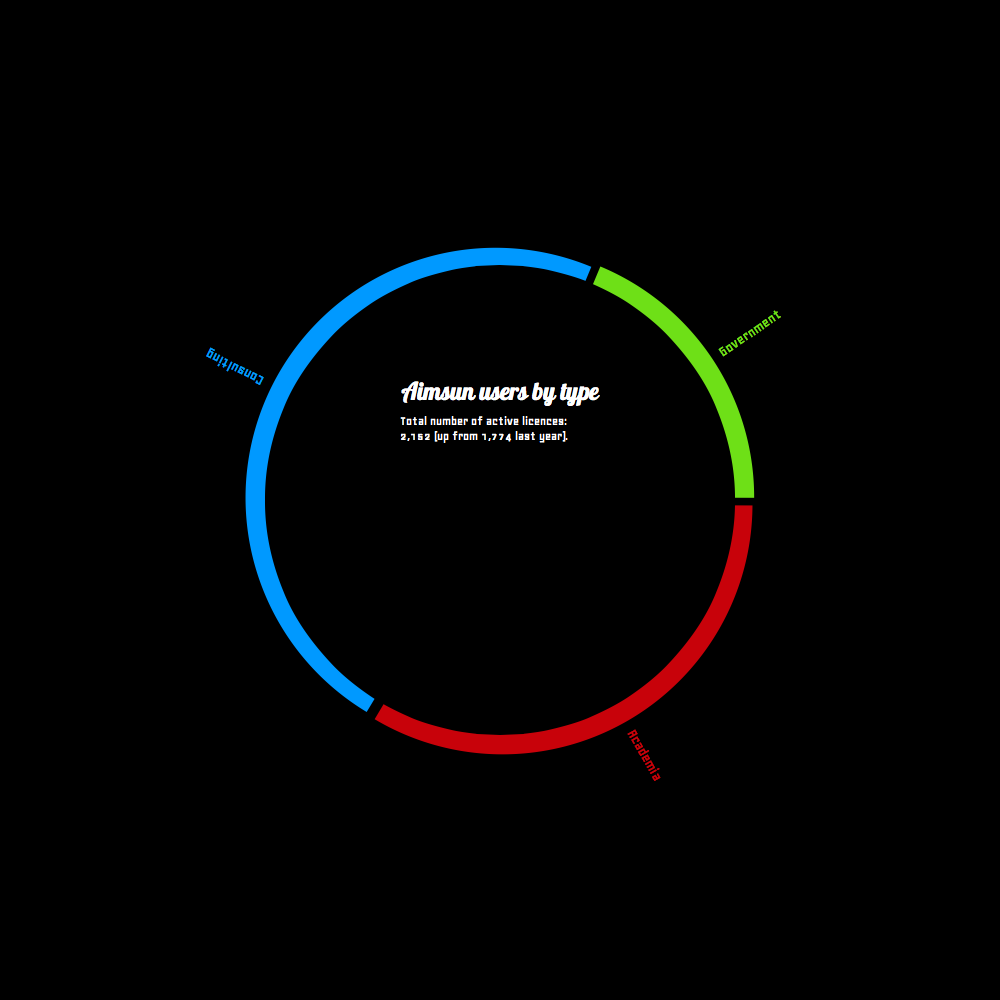 Government
Consulting
Aimsun users by type
Total number of active licences:
2,152 (up from 1,774 last year).
Academia